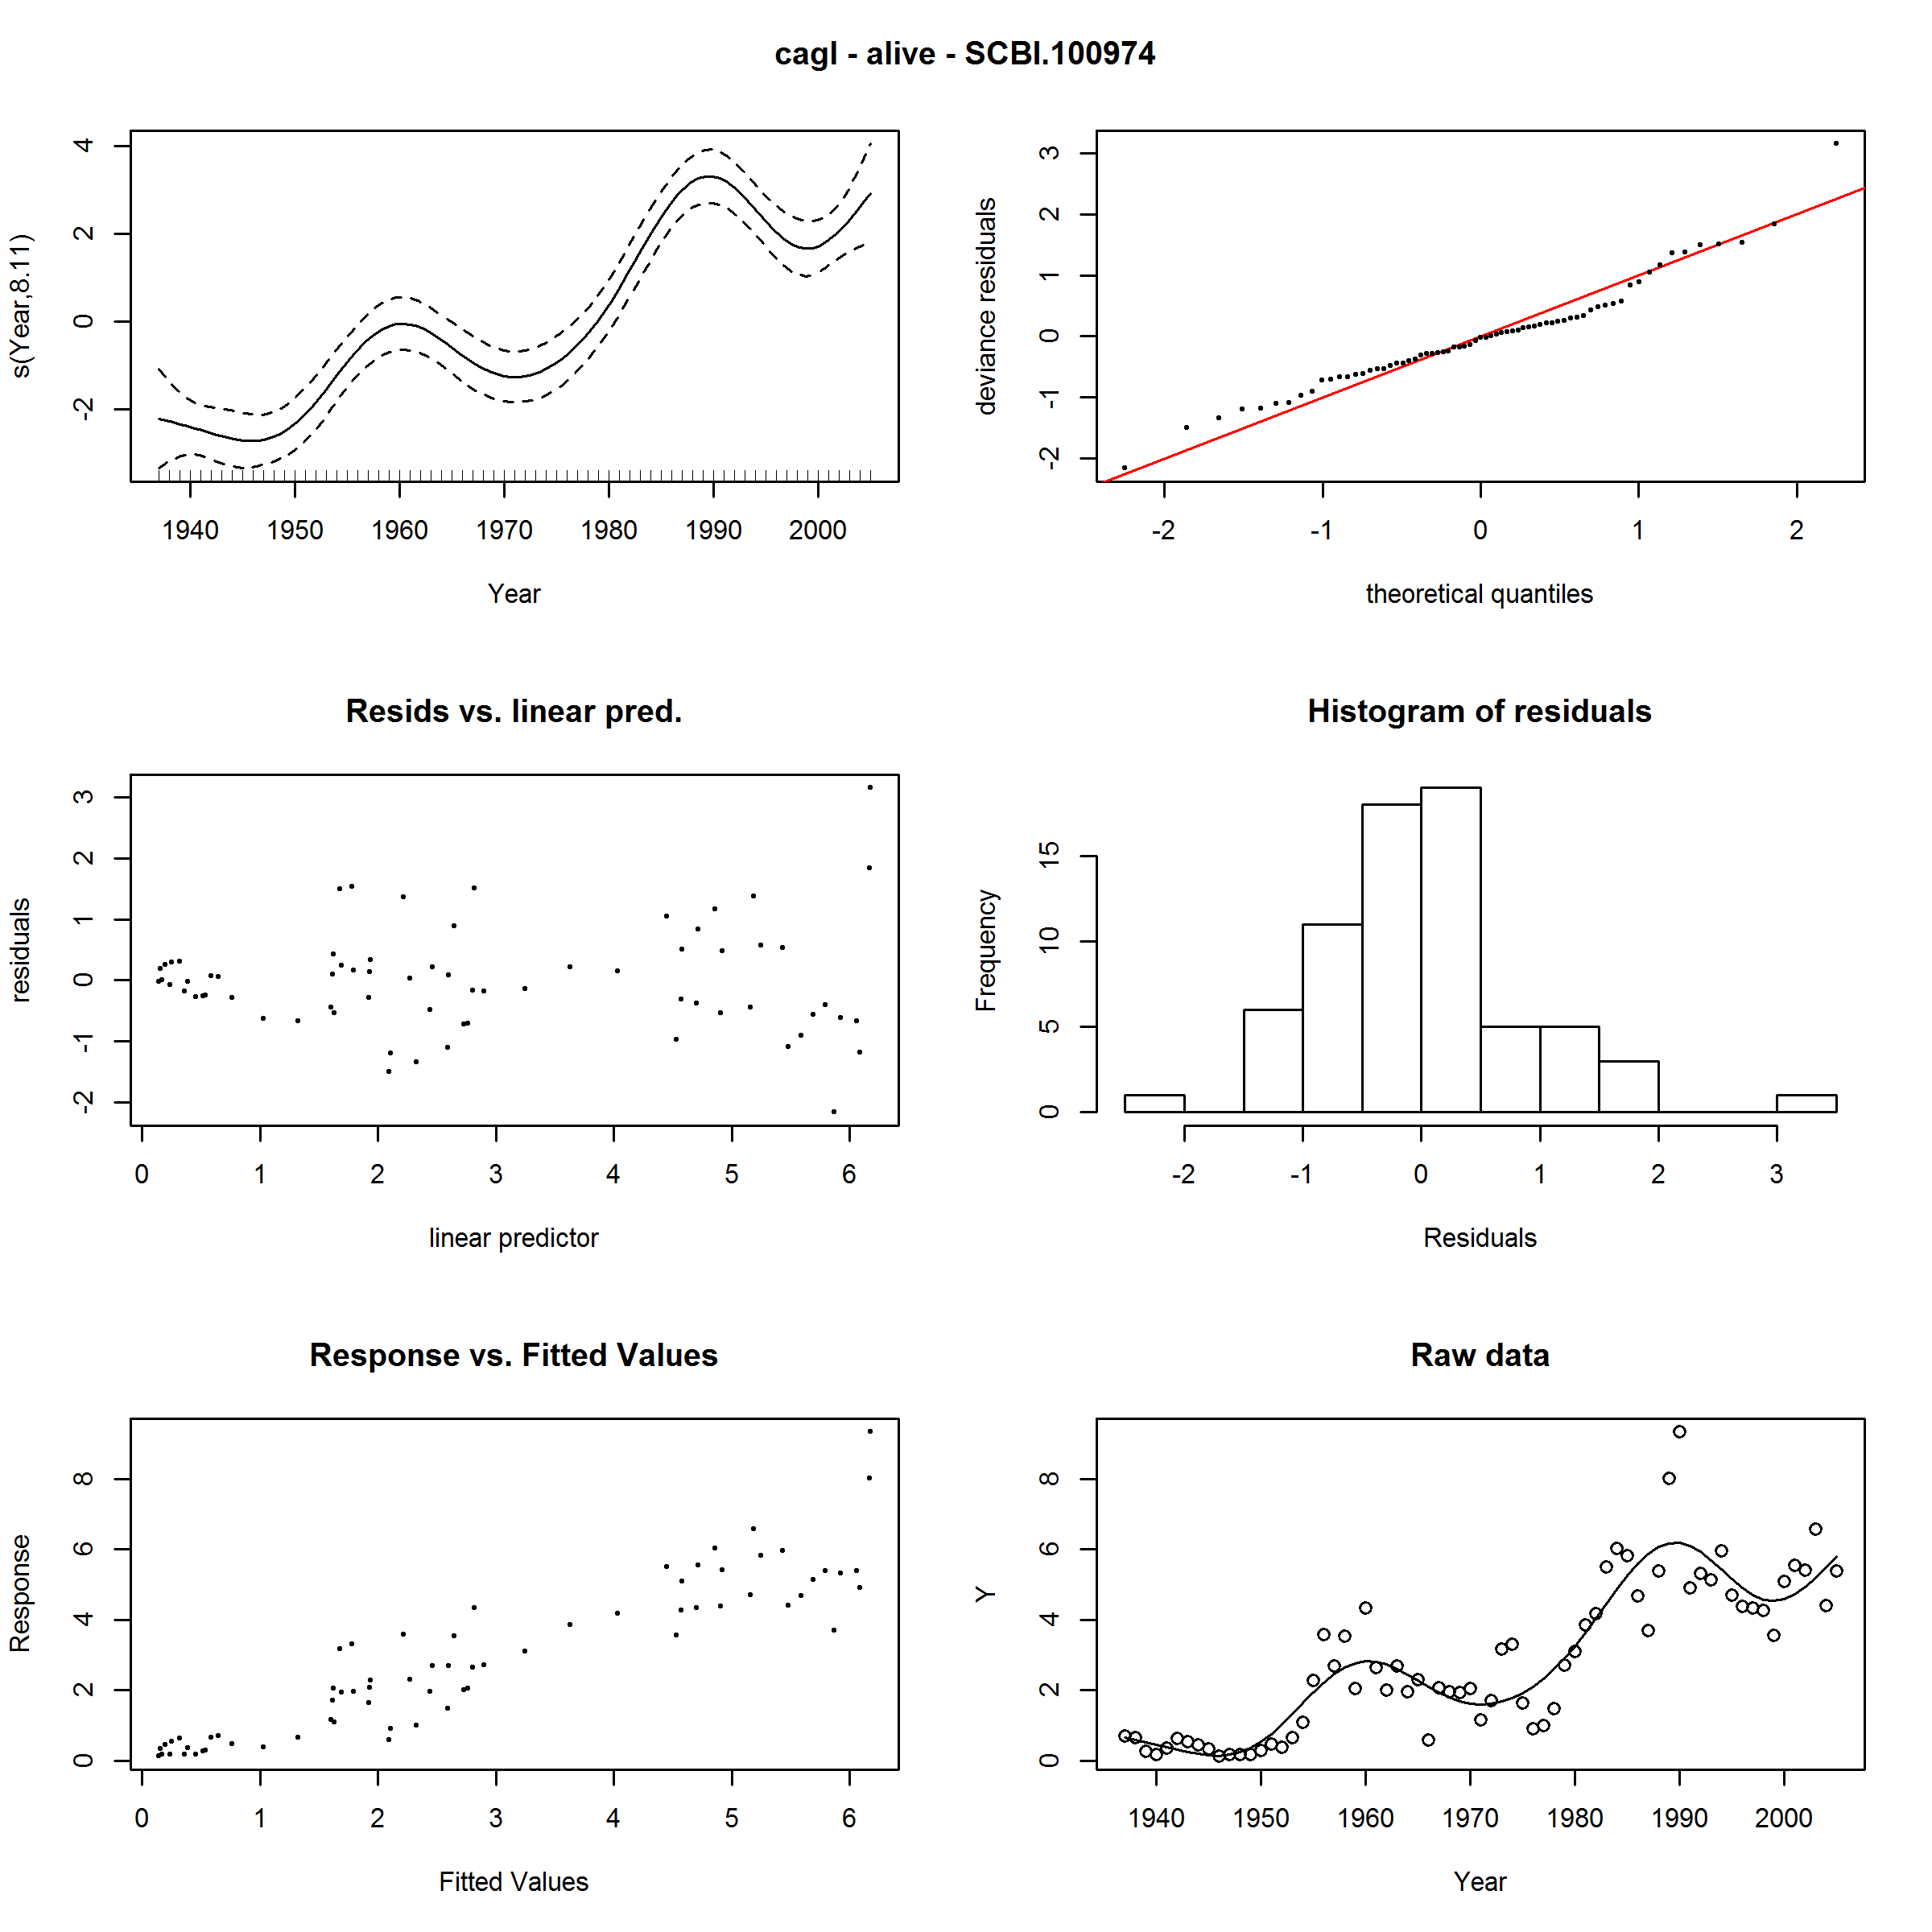 cagl - alive - SCBI.100974
s(Year,8.11)
4
2
0
-2
1940 1950 1960 1970 1980 1990 2000
Year
deviance residuals
3
2
1
0
-1
-2
-2 -1 0 1 2
theoretical quantiles
Resids vs. linear pred.
residuals
3
2
1
0
-1
-2
0 1 2 3 4 5 6
linear predictor
Histogram of residuals
Frequency
15
10
5
0
-2 -1 0 1 2 3
Residuals
Response vs. Fitted Values
Response
8
6
4
2
0
0 1 2 3 4 5 6
Fitted Values
Raw data
Y
8
6
4
2
0
1940 1950 1960 1970 1980 1990 2000
Year